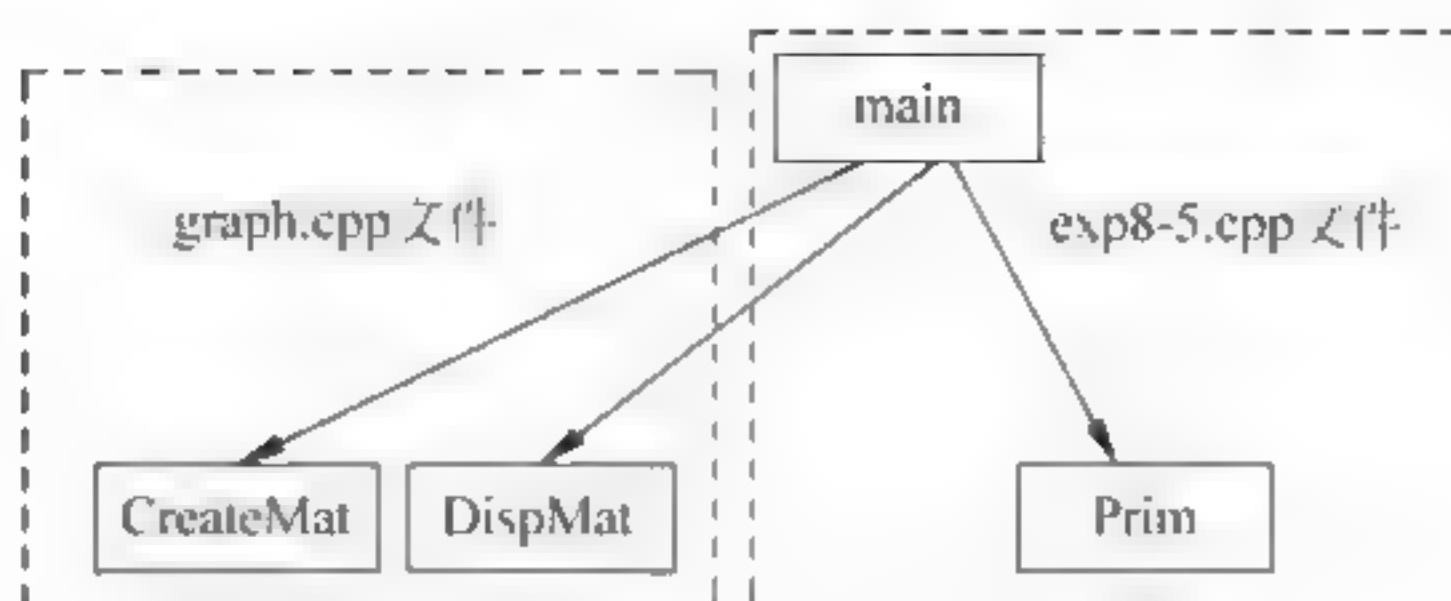 main
graph.cpp 文件
exp8-5.cpp 文件
CreateMat
DispMat
Prim